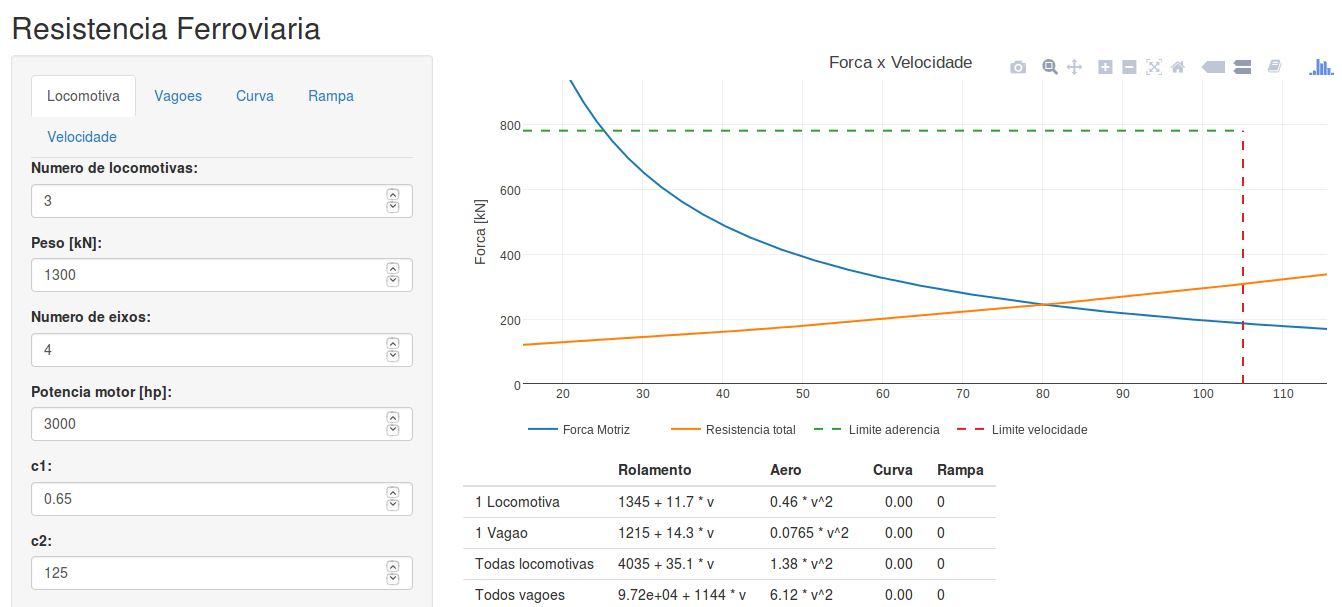 Resistencia Ferroviaria
Locomotiva Vagoes Curva Rampa
Velocidade
Numero de locomotivas:
3
Peso [kN]:
1300
Numero de eixos:
4
Potencia motor [hp]:
3000
c1:
0.65
c2:
125
Forca x Velocidade
Forca [kN]
800
600
400
200
0
20 30 40 50 60 70 80 90 100 110
Forca Motriz Resistencia total Limite aderencia Limite velocidade
Rolamento Aero Curva Rampa
1 Locomotiva 1345 + 11.7 * v 0.46 * v^2 0.00 0
1 Vagao 1215 + 14.3 * v 0.0765 * v^2 0.00 0
Todas locomotivas 4035 + 35.1 * v 1.38 * v^2 0.00 0
Todos vagoes 9.72e+04 + 1144 * v 6.12 * v^2 0.00 0